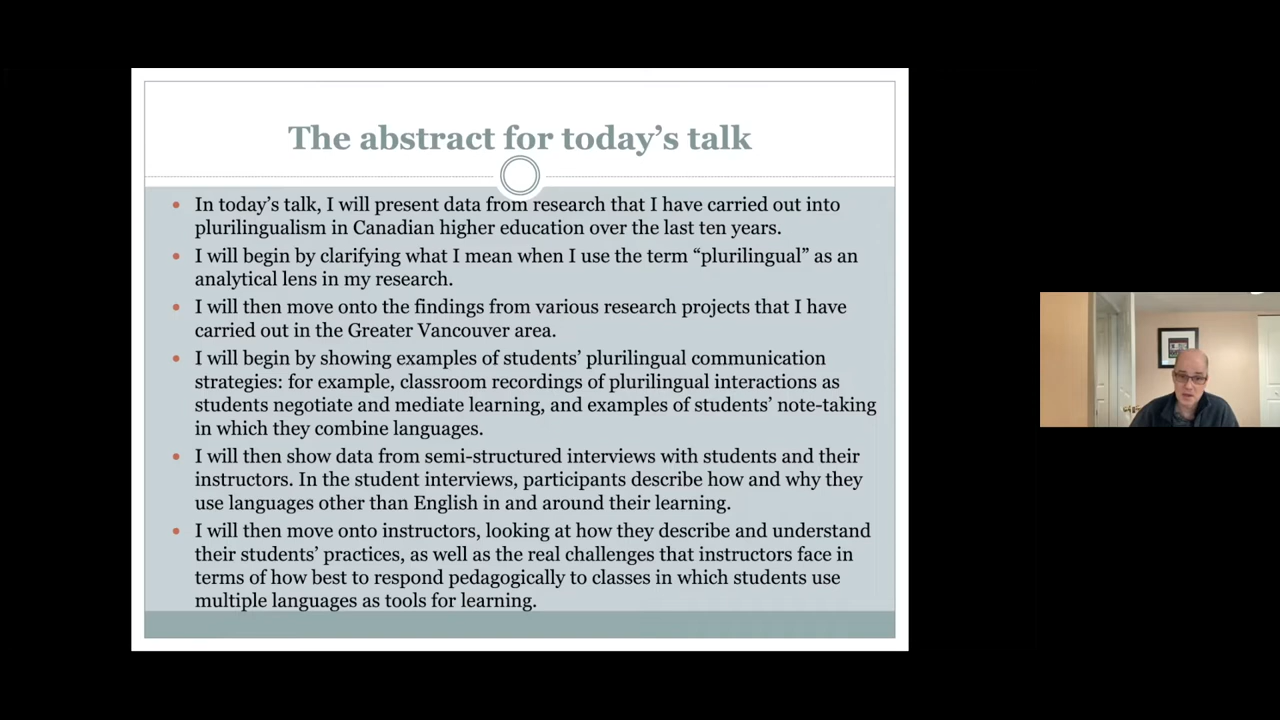 The abstract for today’s talk
• In today’s talk, I will present data from research that I have carried out into
plurilingualism in Canadian higher education over the last ten years.
• I will begin by clarifying what I mean when I use the term “plurilingual” as an
analytical lens in my research.
• I will then move onto the findings from various research projects that I have
carried out in the Greater Vancouver area.
• I will begin by showing examples of students’ plurilingual communication
strategies: for example, classroom recordings of plurilingual interactions as
students negotiate and mediate learning, and examples of students’ note-taking
in which they combine languages.
• I will then show data from semi-structured interviews with students and their
instructors. In the student interviews, participants describe how and why they
use languages other than English in and around their learning.
• I will then move onto instructors, looking at how they describe and understand
their students’ practices, as well as the real challenges that instructors face in
terms of how best to respond pedagogically to classes in which students use
multiple languages as tools for learning.